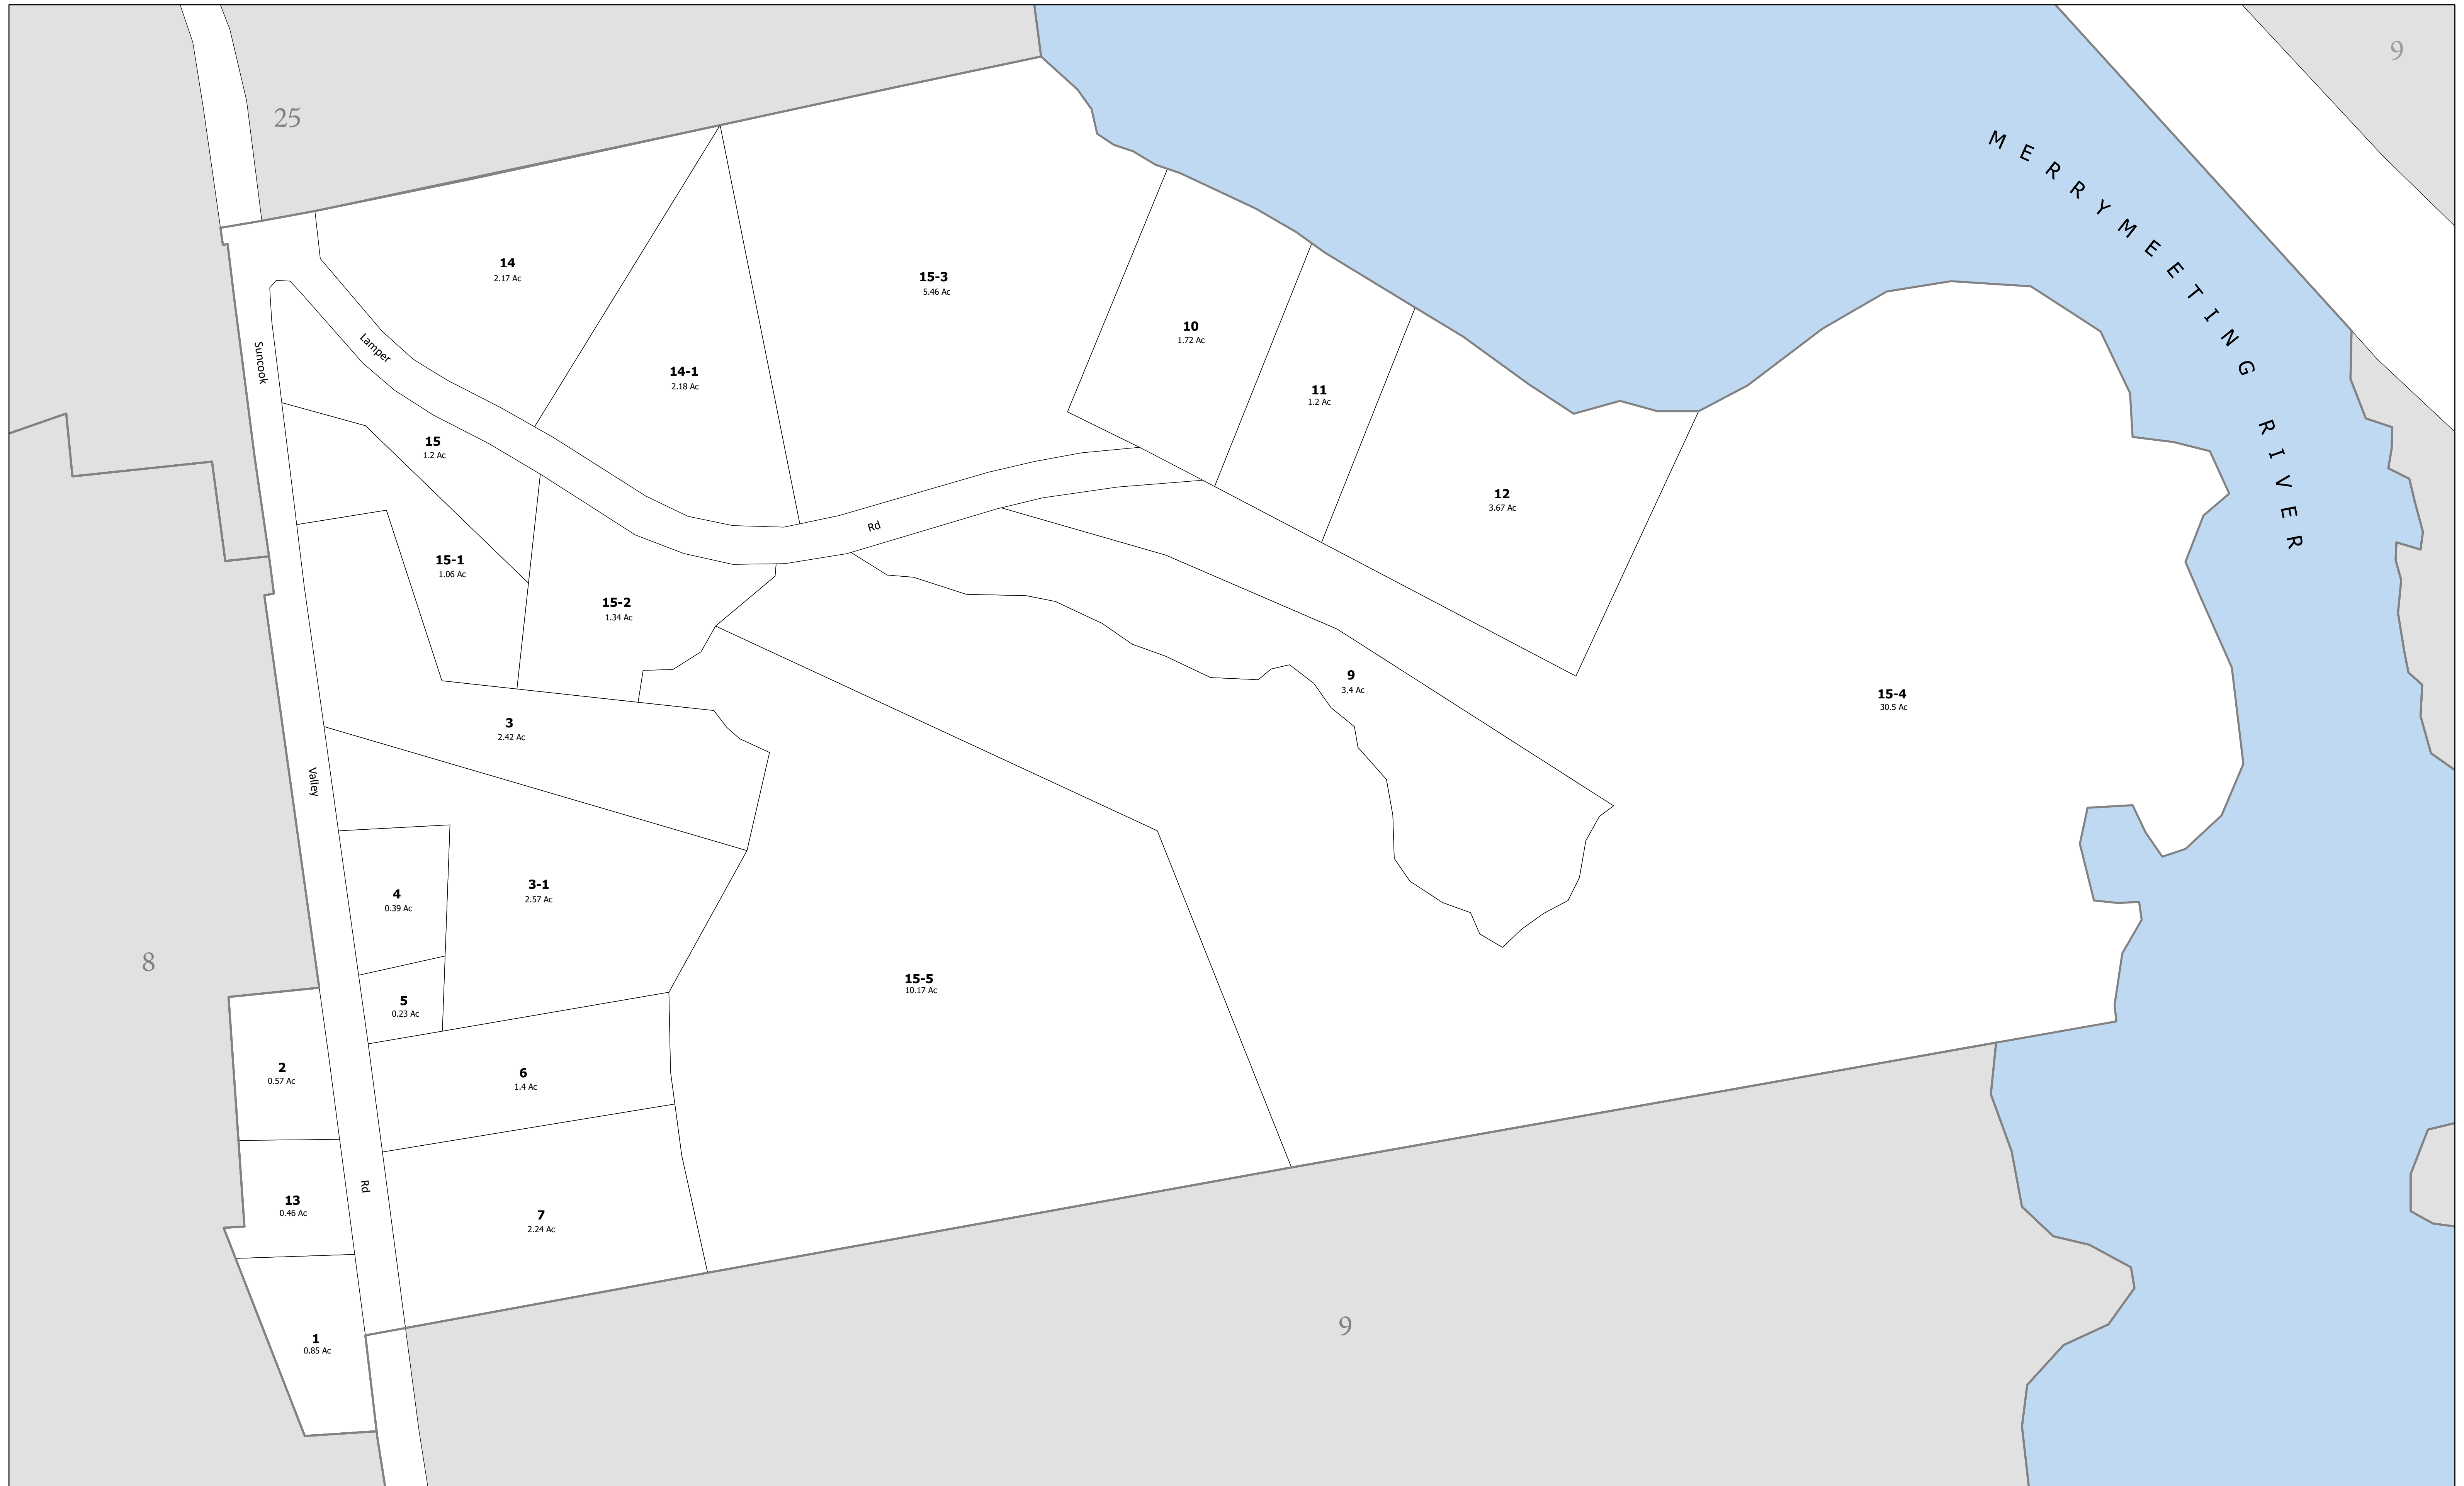 9
25
MERRYMEETING RIVER
14
2.17 Ac
15-3
5.46 Ac
10
1.72 Ac
Lamper
Suncook
14-1
2.18 Ac
11
1.2 Ac
15
1.2 Ac
12
3.67 Ac
Rd
15-1
1.06 Ac
15-2
1.34 Ac
9
3.4 Ac
15-4
30.5 Ac
3
2.42 Ac
Valley
4
0.39 Ac
3-1
2.57 Ac
8
15-5
10.17 Ac
5
0.23 Ac
2
0.57 Ac
6
1.4 Ac
Rd
13
0.46 Ac
7
2.24 Ac
9
1
0.85 Ac